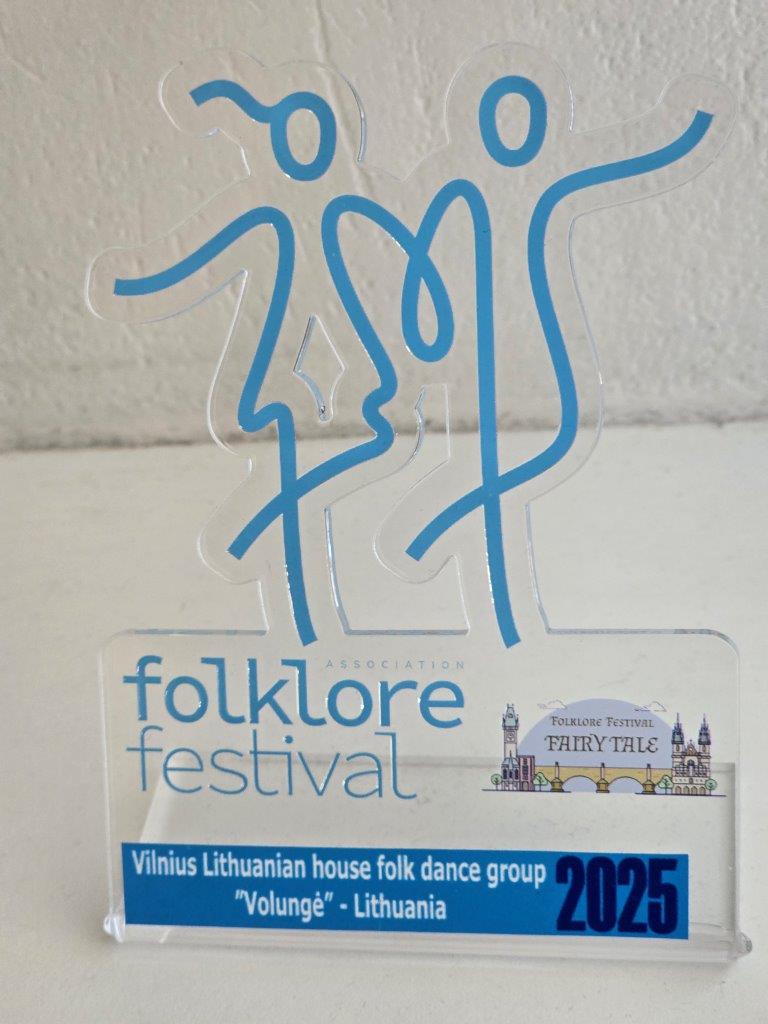 ASSOCIATION
folklore
festival
FOLKLORE FESTIVAL
FAIRY TALE
Vilnius Lithuanian house folk dance group
"Volungė" - Lithuania
2025